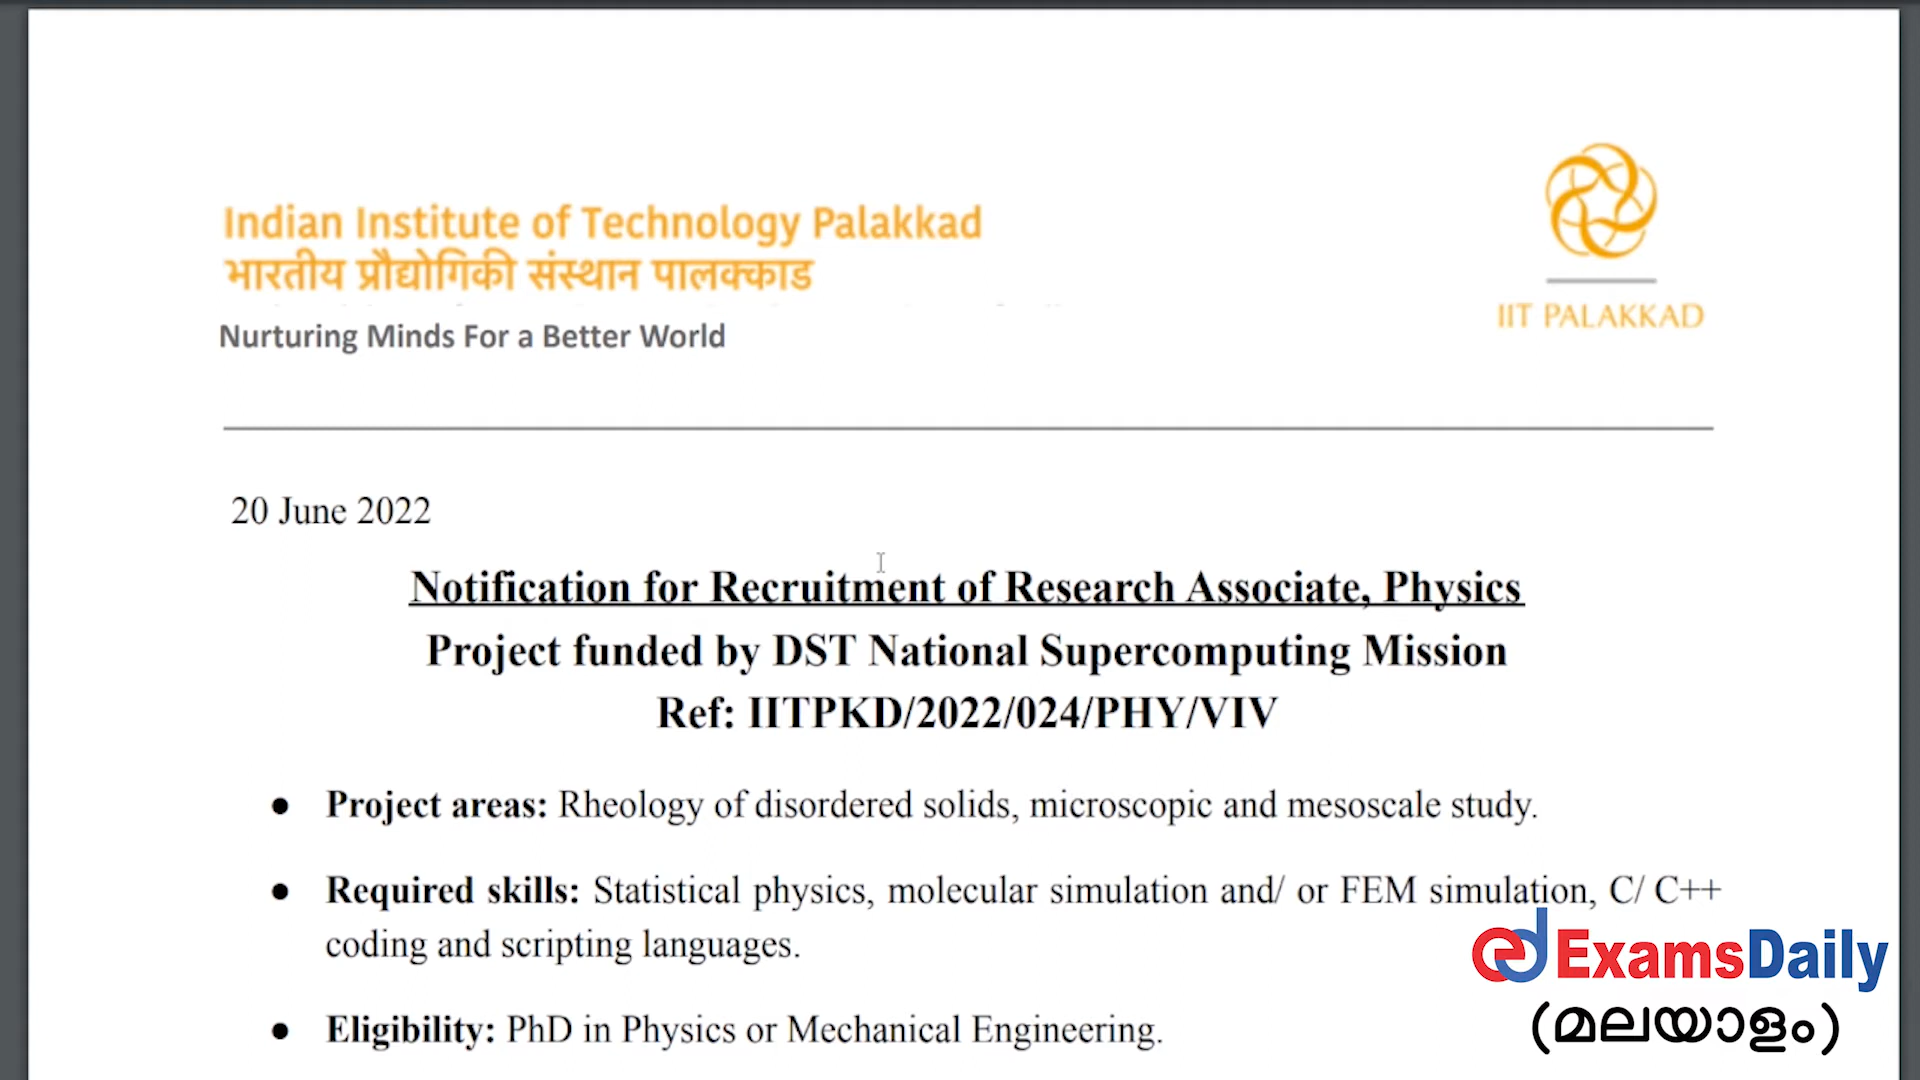 Indian Institute of Technology Palakkad
भारतीय प्रौद्योगिकी संस्थान पालक्काड
Nurturing Minds For a Better World
IIT PALAKKAD
20 June 2022
Notification for Recruitment of Research Associate, Physics
Project funded by DST National Supercomputing Mission
Ref: IITPKD/2022/024/PHY/VIV
● Project areas: Rheology of disordered solids, microscopic and mesoscale study.
● Required skills: Statistical physics, molecular simulation and/ or FEM simulation, C/ C++
coding and scripting languages.
● Eligibility: PhD in Physics or Mechanical Engineering.
ed ExamsDaily
(മലയാളം)